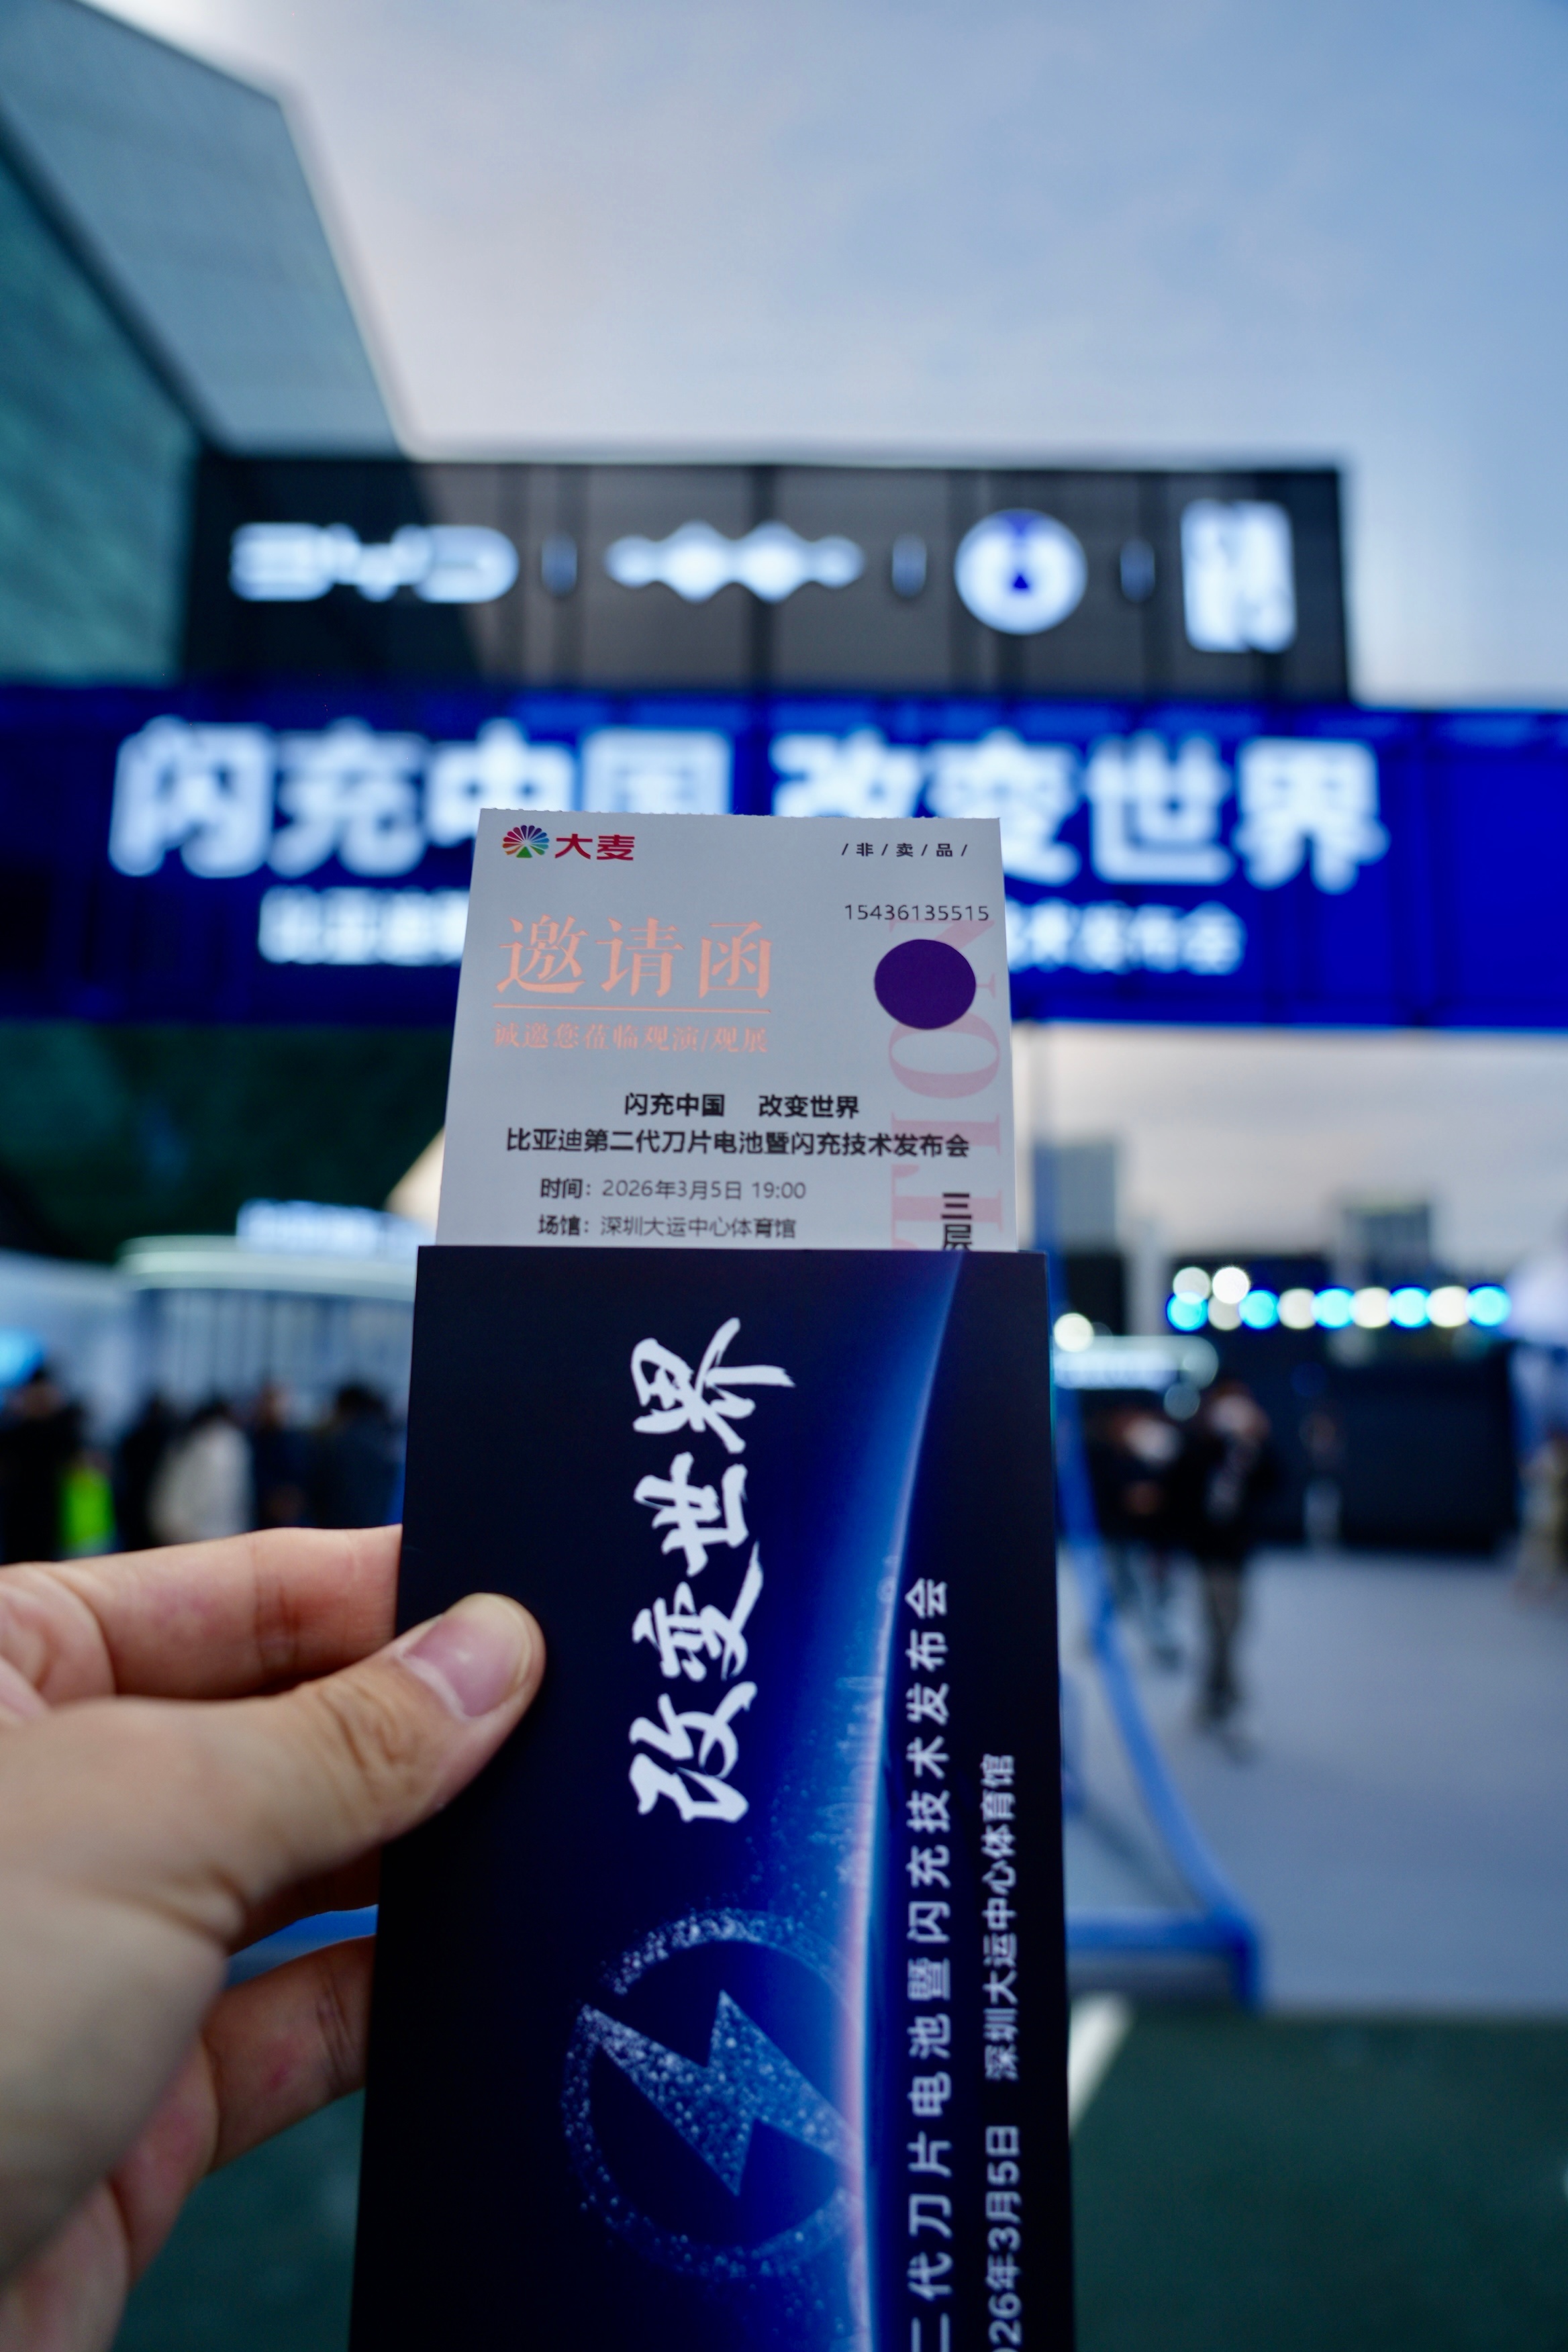 BYD
闪充中国 改变世界
大麦
/ 非 / 卖 / 品 /
15436135515
邀请函
诚邀您莅临观演/观展
闪充中国 改变世界
比亚迪第二代刀片电池暨闪充技术发布会
时间：2026年3月5日 19:00
场馆：深圳大运中心体育馆
三层
改变世界
二代刀片电池暨闪充技术发布会
026年3月5日 深圳大运中心体育馆